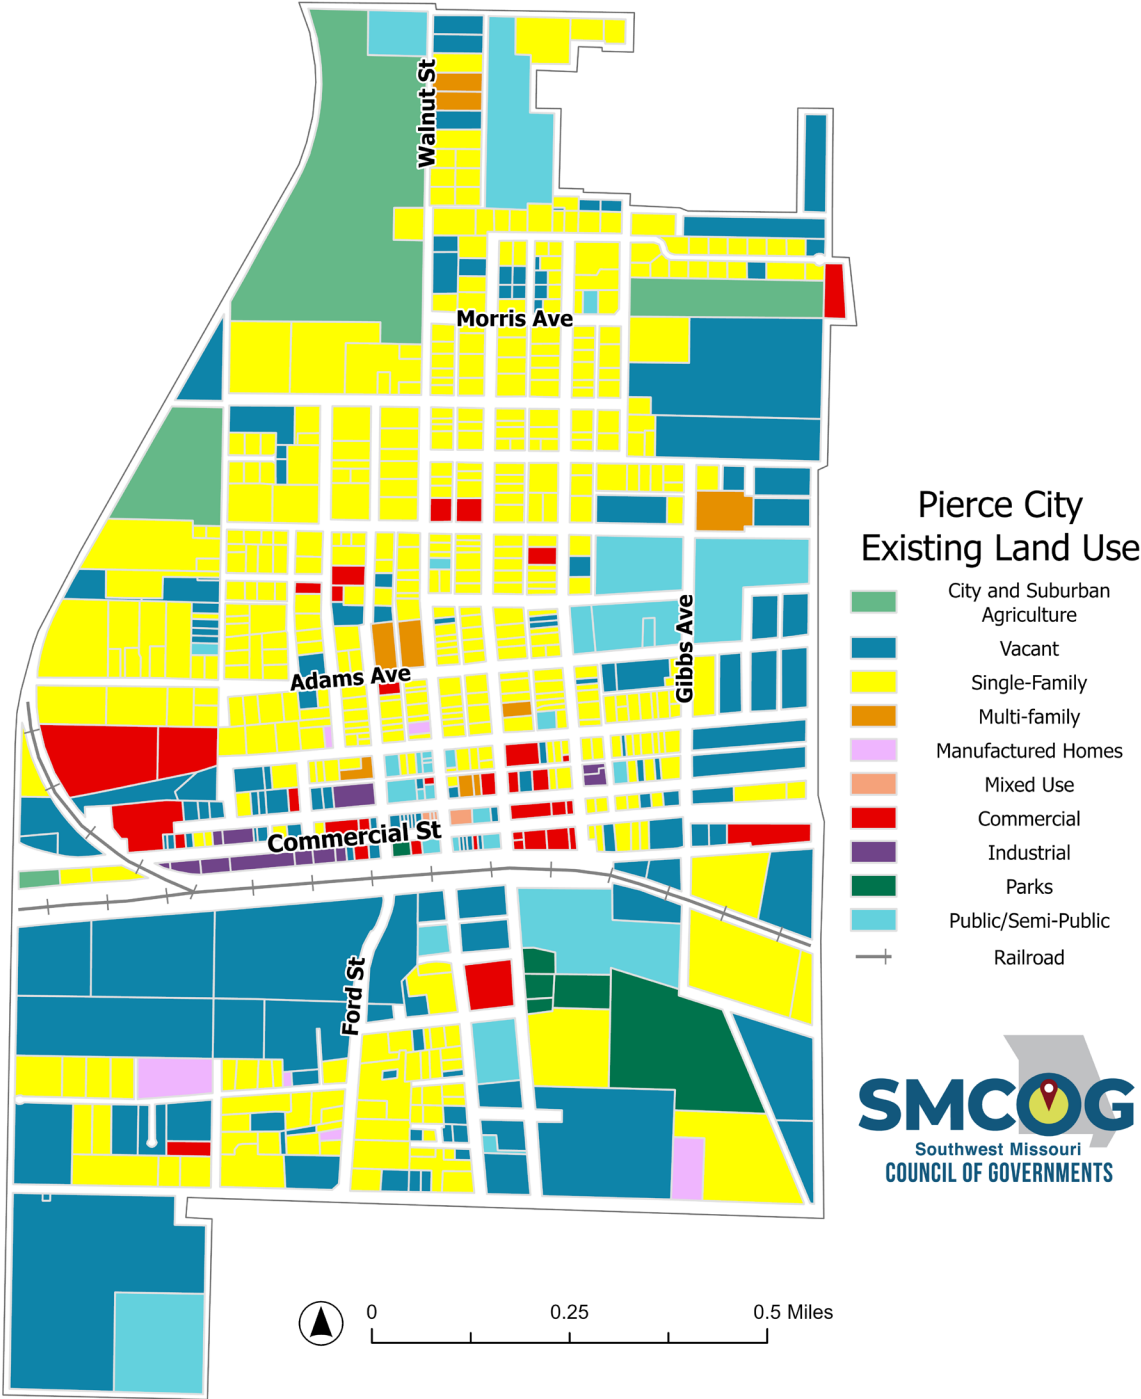 Walnut St
Morris Ave
Pierce City
Existing Land Use
City and Suburban
Agriculture
Vacant
Single-Family
Multi-family
Manufactured Homes
Mixed Use
Commercial
Industrial
Parks
Public/Semi-Public
Railroad
Gibbs Ave
Adams Ave
Commercial St
Ford St
SMCOG
Southwest Missouri
COUNCIL OF GOVERNMENTS
0 0.25 0.5 Miles